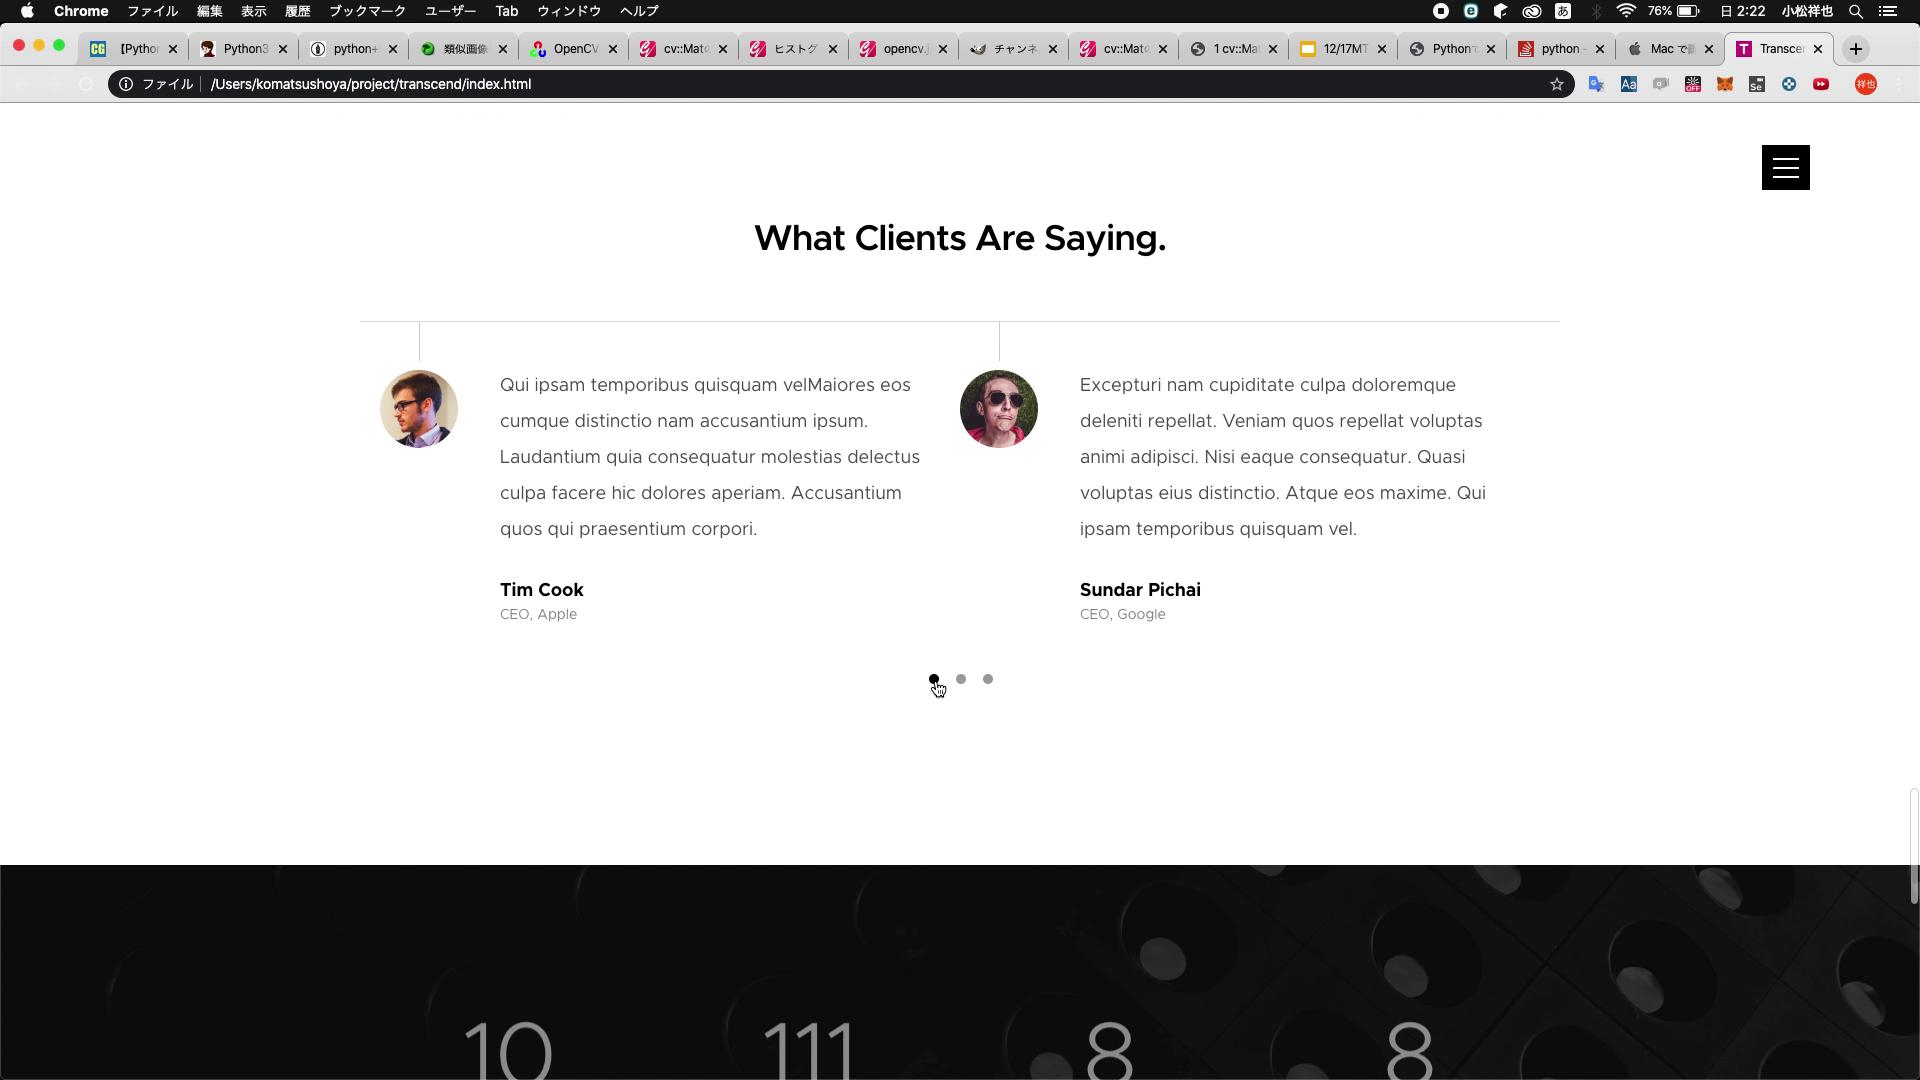 Chrome ファイル 編集 表示 履歴 ブックマーク ユーザー Tab ウィンドウ ヘルプ 76% 日 2:22 小松祥也
【Pytho Python3 python+ 類似画像 OpenCV cv::Mat ヒストグ opencv.j チャンネ cv::Mat 1 cv::Ma 12/17MT Python python - Mac で Transce
ファイル /Users/komatsushoya/project/transcend/index.html
What Clients Are Saying.
Qui ipsam temporibus quisquam velMaiores eos
cumque distinctio nam accusantium ipsum.
Laudantium quia consequatur molestias delectus
culpa facere hic dolores aperiam. Accusantium
quos qui praesentium corpori.
Tim Cook
CEO, Apple
Excepturi nam cupiditate culpa doloremque
deleniti repellat. Veniam quos repellat voluptas
animi adipisci. Nisi eaque consequatur. Quasi
voluptas eius distinctio. Atque eos maxime. Qui
ipsam temporibus quisquam vel.
Sundar Pichai
CEO, Google
10 111 8 8